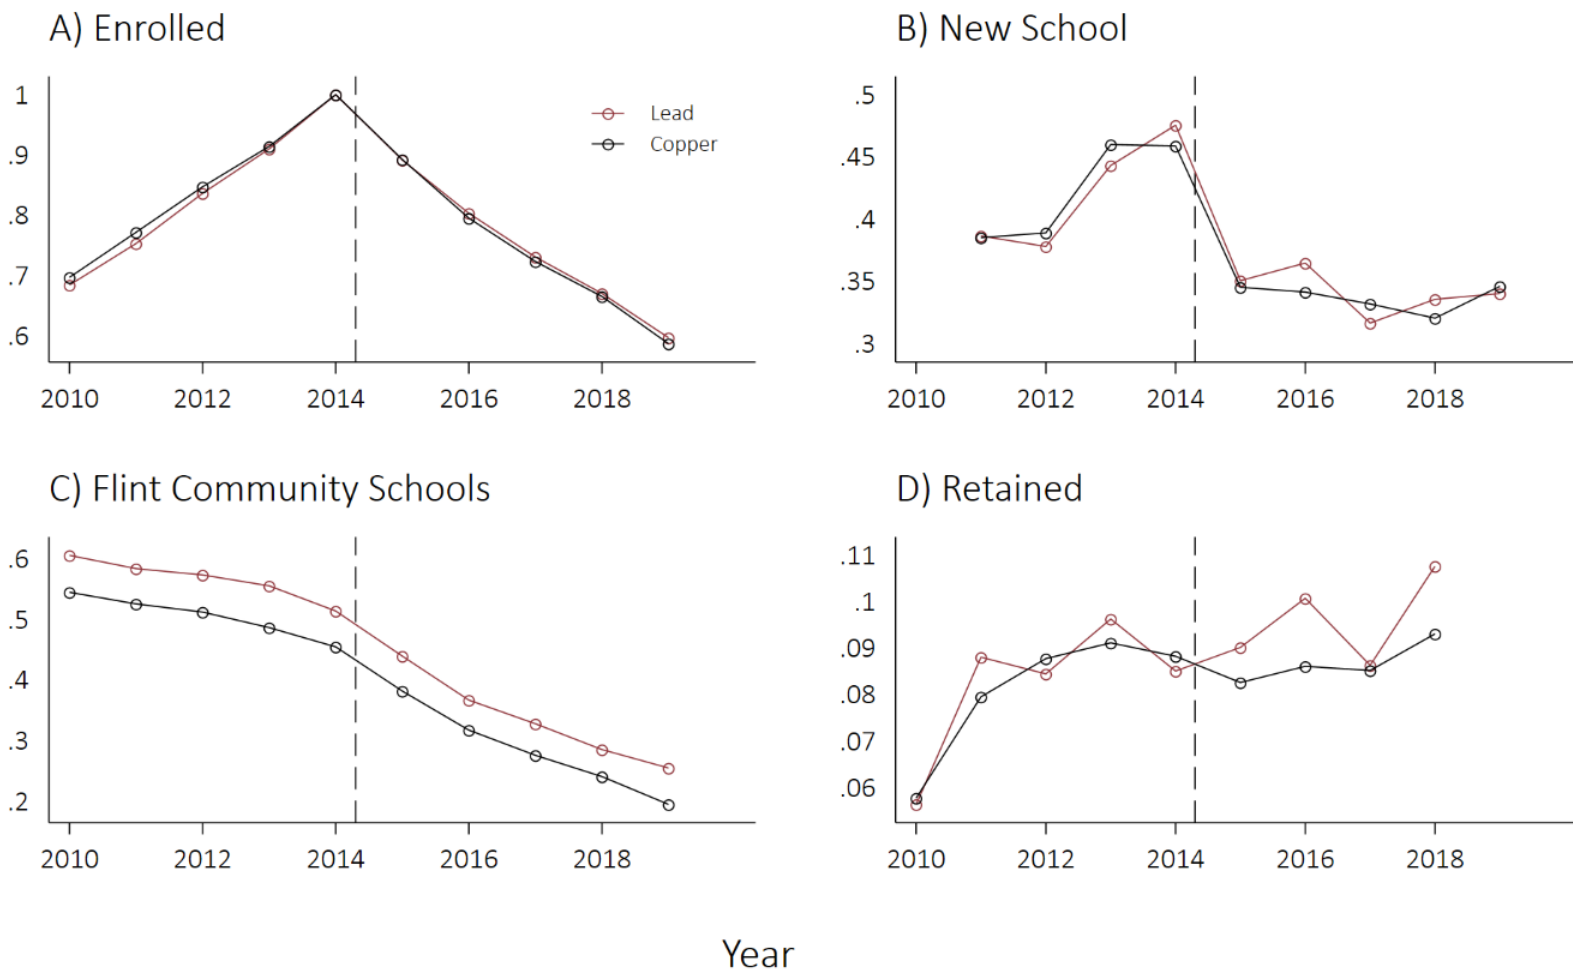 A) Enrolled
1
.9
.8
.7
.6
2010 2012 2014 2016 2018
Lead
Copper
B) New School
.5
.45
.4
.35
.3
2010 2012 2014 2016 2018
C) Flint Community Schools
.6
.5
.4
.3
.2
2010 2012 2014 2016 2018
D) Retained
.11
.1
.09
.08
.07
.06
2010 2012 2014 2016 2018
Year